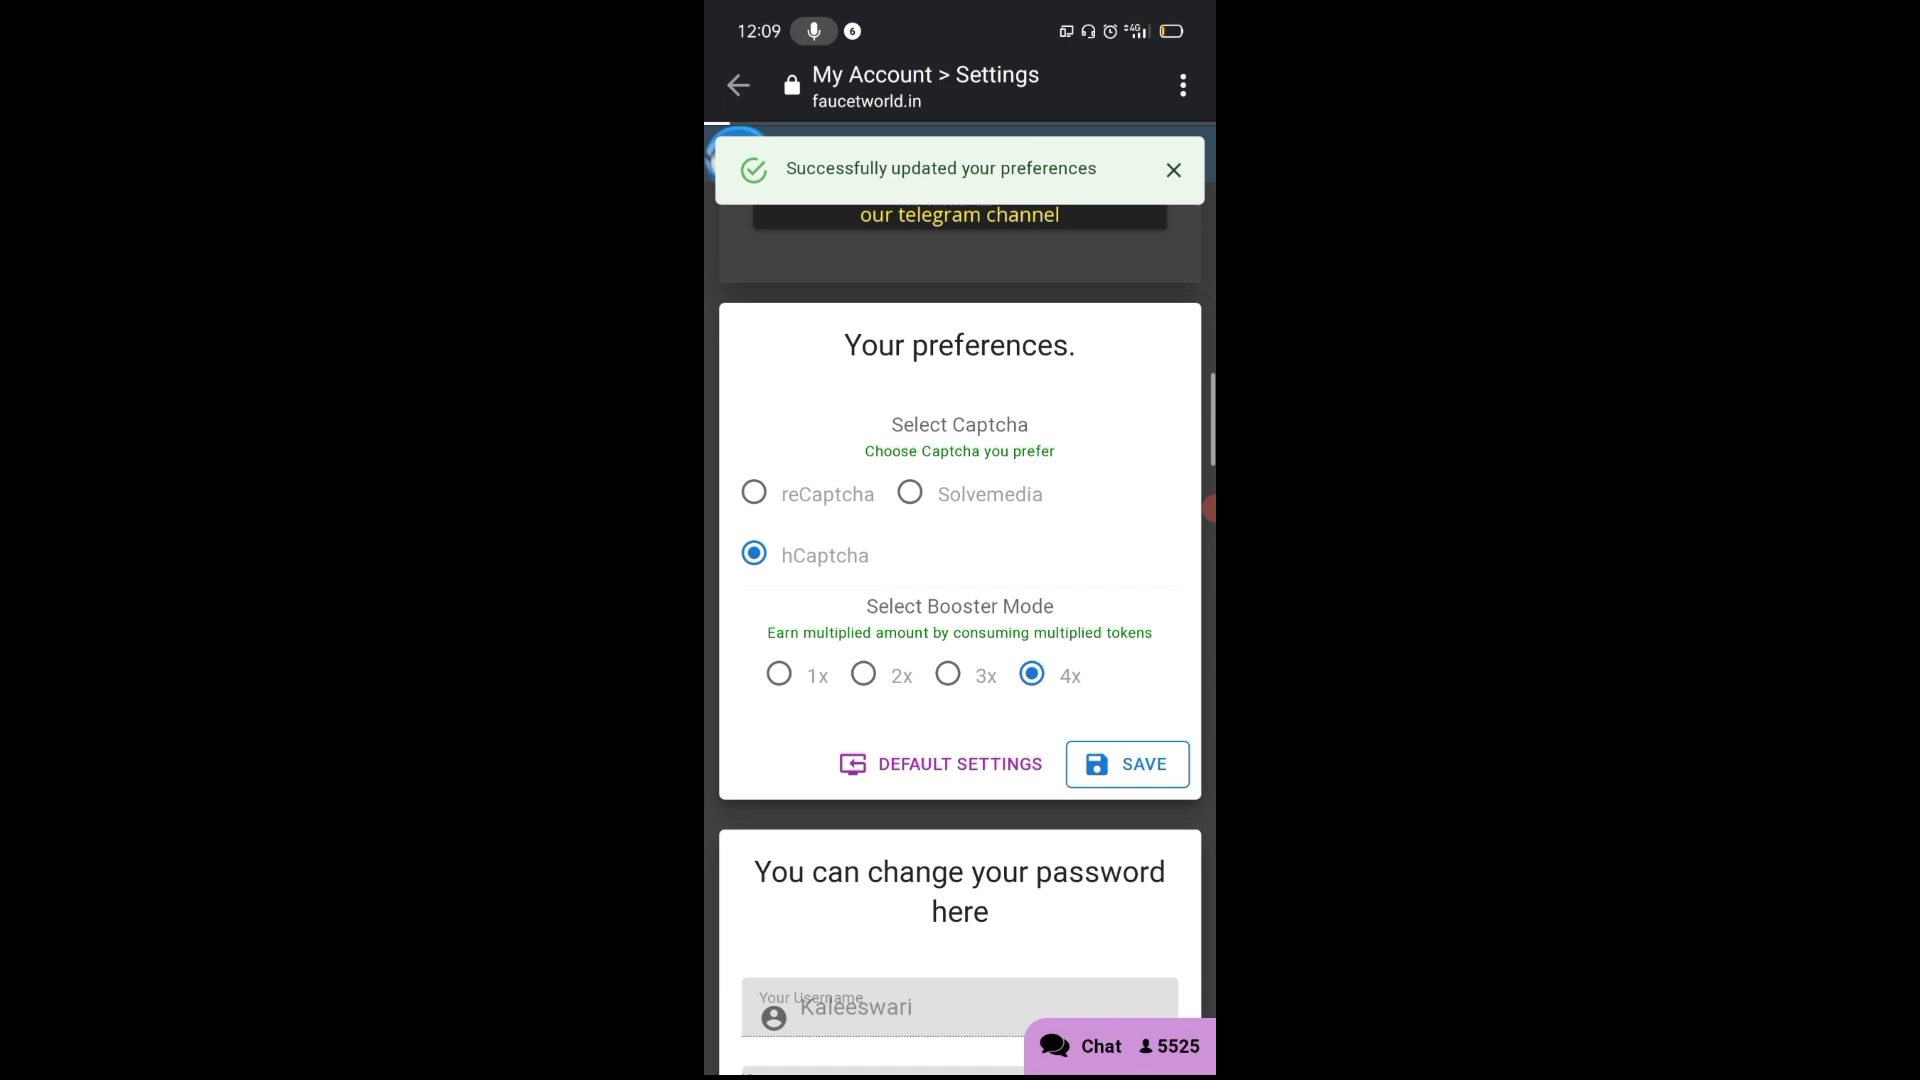 12:09
6
4G
My Account > Settings
faucetworld.in
Successfully updated your preferences
our telegram channel
Your preferences.
Select Captcha
Choose Captcha you prefer
reCaptcha Solvemedia
hCaptcha
Select Booster Mode
Earn multiplied amount by consuming multiplied tokens
1x 2x 3x 4x
DEFAULT SETTINGS SAVE
You can change your password
here
Your Username
Kaleeswari
Chat 5525